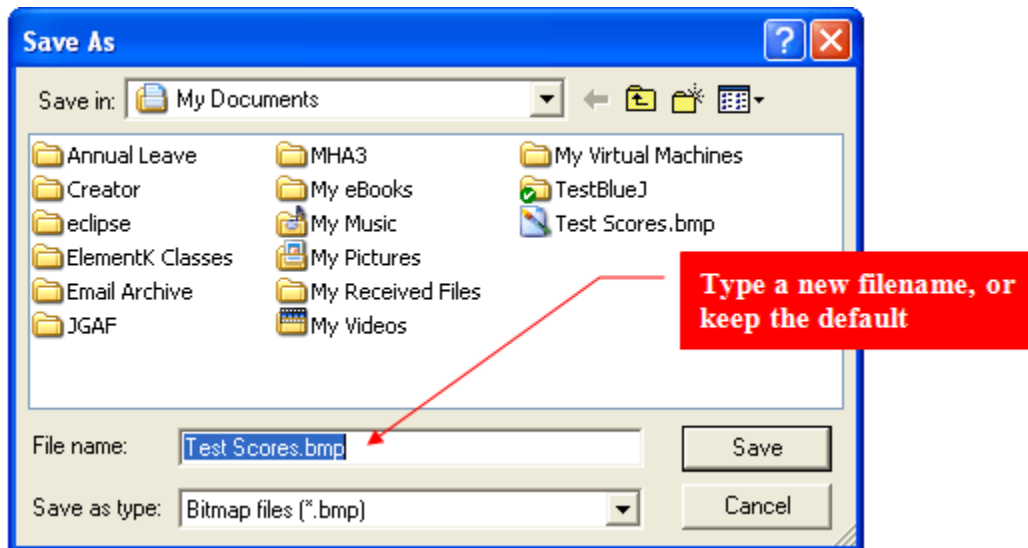 Save As
Save in: My Documents
Annual Leave
Creator
eclipse
ElementK Classes
Email Archive
JGAF
MHA3
My eBooks
My Music
My Pictures
My Received Files
My Videos
My Virtual Machines
TestBlueJ
Test Scores.bmp
Type a new filename, or
keep the default
File name: Test Scores.bmp
Save
Save as type: Bitmap files (*.bmp)
Cancel